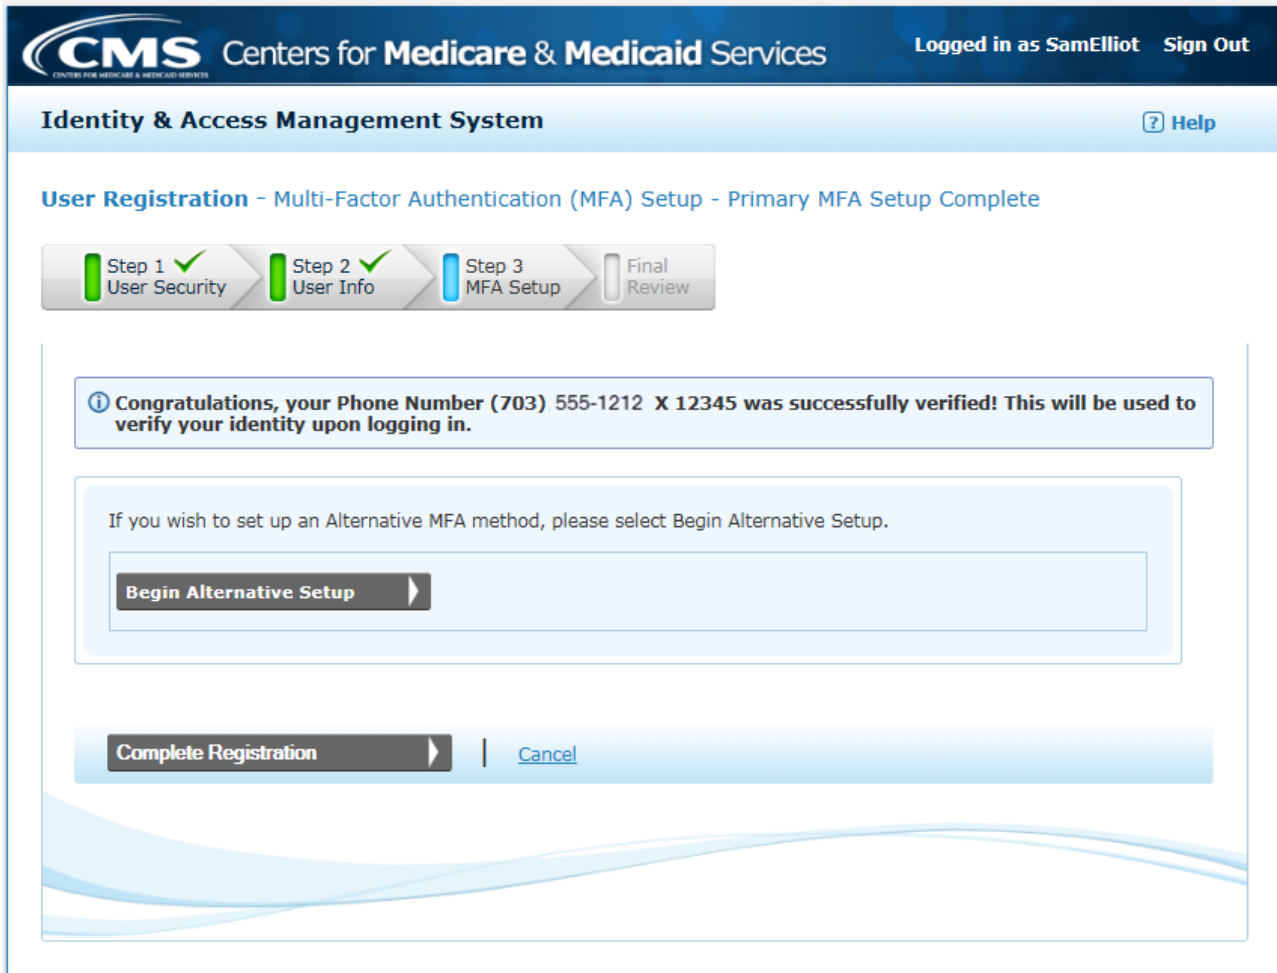 CMS Centers for Medicare & Medicaid Services Logged in as SamElliot Sign Out
CENTERS FOR MEDICARE & MEDICAID SERVICES
Identity & Access Management System ? Help
User Registration - Multi-Factor Authentication (MFA) Setup - Primary MFA Setup Complete
Step 1
User Security
Step 2
User Info
Step 3
MFA Setup
Final
Review
Congratulations, your Phone Number (703) 555-1212 X 12345 was successfully verified! This will be used to
verify your identity upon logging in.
If you wish to set up an Alternative MFA method, please select Begin Alternative Setup.
Begin Alternative Setup
Complete Registration | Cancel